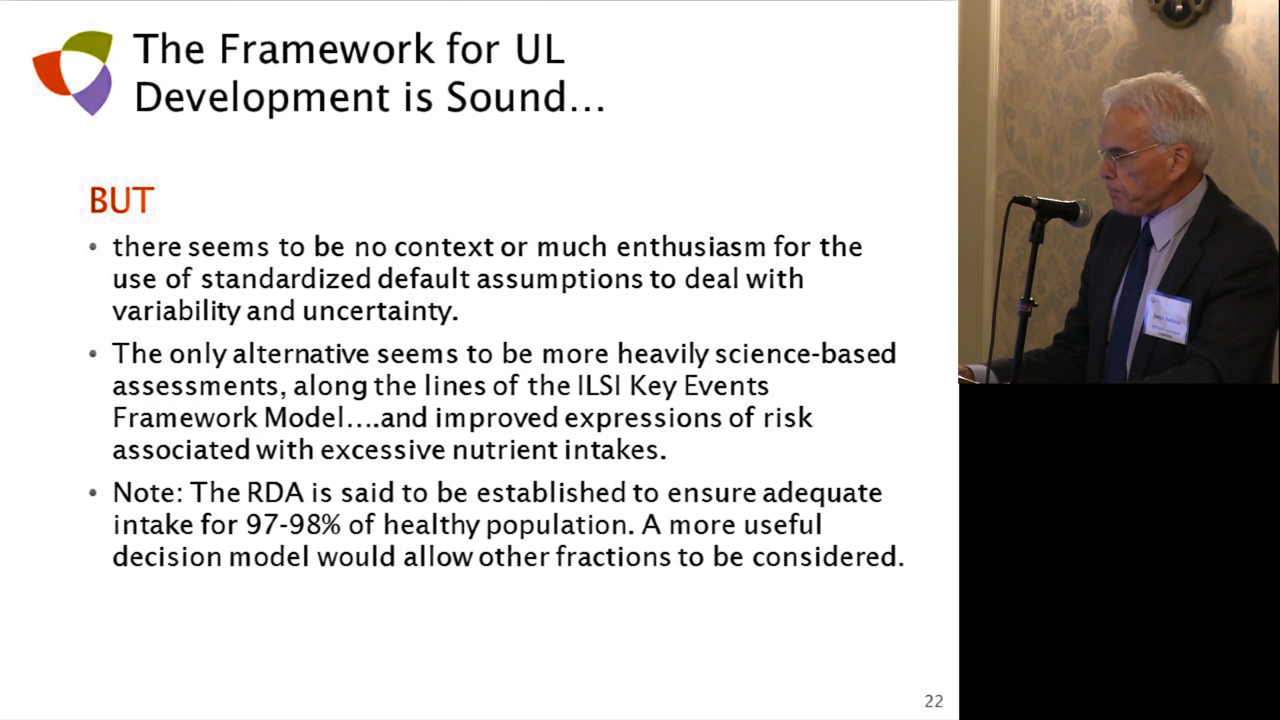 The Framework for UL
Development is Sound...
BUT
• there seems to be no context or much enthusiasm for the
use of standardized default assumptions to deal with
variability and uncertainty.
• The only alternative seems to be more heavily science-based
assessments, along the lines of the ILSI Key Events
Framework Model....and improved expressions of risk
associated with excessive nutrient intakes.
• Note: The RDA is said to be established to ensure adequate
intake for 97-98% of healthy population. A more useful
decision model would allow other fractions to be considered.
22